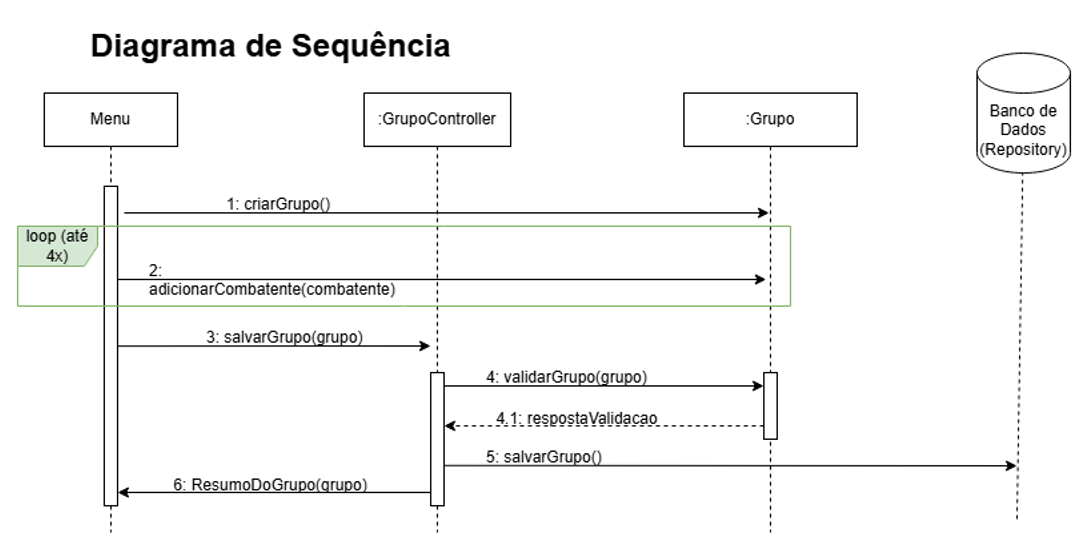 Diagrama de Sequência
Menu
:GrupoController
:Grupo
Banco de
Dados
(Repository)
1: criarGrupo()
loop (até
4x)
2:
adicionarCombatente(combatente)
3: salvarGrupo(grupo)
4: validarGrupo(grupo)
4.1: respostaValidacao
5: salvarGrupo()
6: ResumoDoGrupo(grupo)